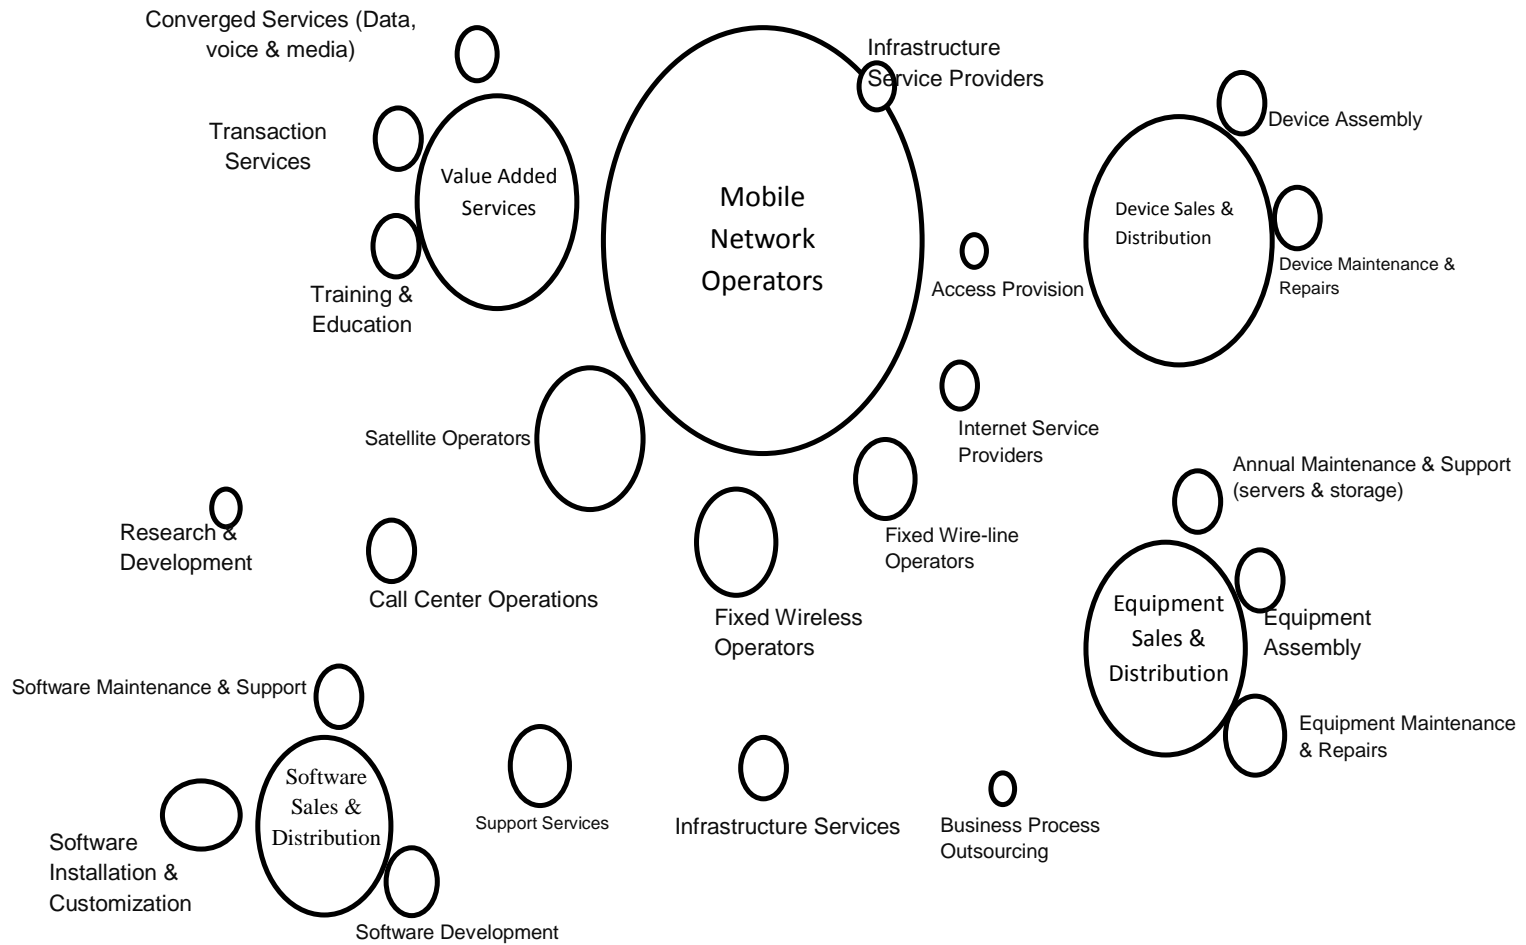 Converged Services (Data,
voice & media)
Infrastructure
Service Providers
Device Assembly
Transaction
Services
Value Added
Services
Mobile
Network
Operators
Device Sales &
Distribution
Device Maintenance &
Repairs
Access Provision
Training &
Education
Satellite Operators
Internet Service
Providers
Annual Maintenance & Support
(servers & storage)
Research &
Development
Call Center Operations
Fixed Wire-line
Operators
Fixed Wireless
Operators
Equipment
Sales &
Distribution
Equipment
Assembly
Software Maintenance & Support
Equipment Maintenance
& Repairs
Software
Sales &
Distribution
Support Services
Infrastructure Services
Business Process
Outsourcing
Software
Installation &
Customization
Software Development